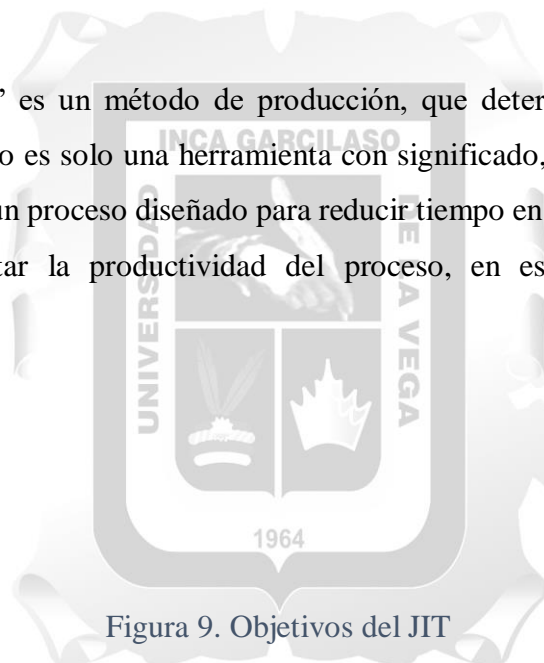 ” es un método de producción, que deter
o es solo una herramienta con significado,
un proceso diseñado para reducir tiempo en
tar la productividad del proceso, en es
INCA GARCILASO
UNIVERSIDAD
DE LA VEGA
1964
Figura 9. Objetivos del JIT